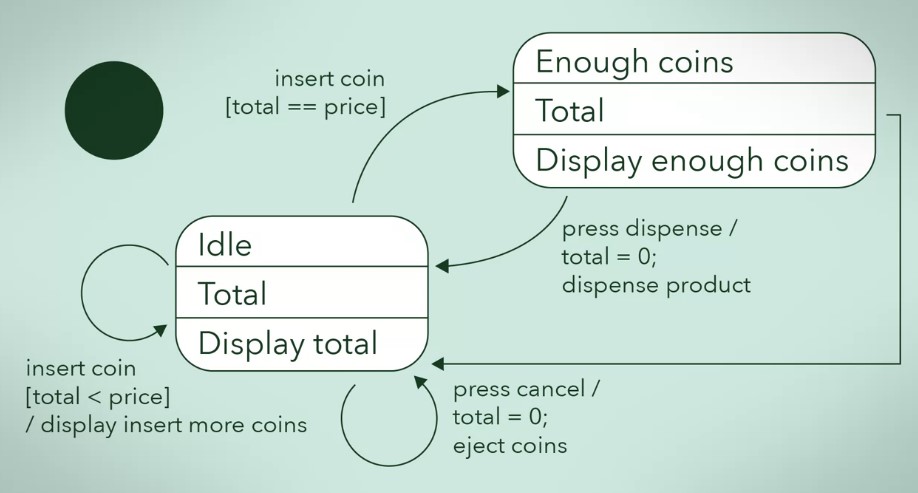 insert coin
[total == price]
Enough coins
Total
Display enough coins
Idle
Total
Display total
press dispense /
total = 0;
dispense product
insert coin
[total < price]
/ display insert more coins
press cancel /
total = 0;
eject coins